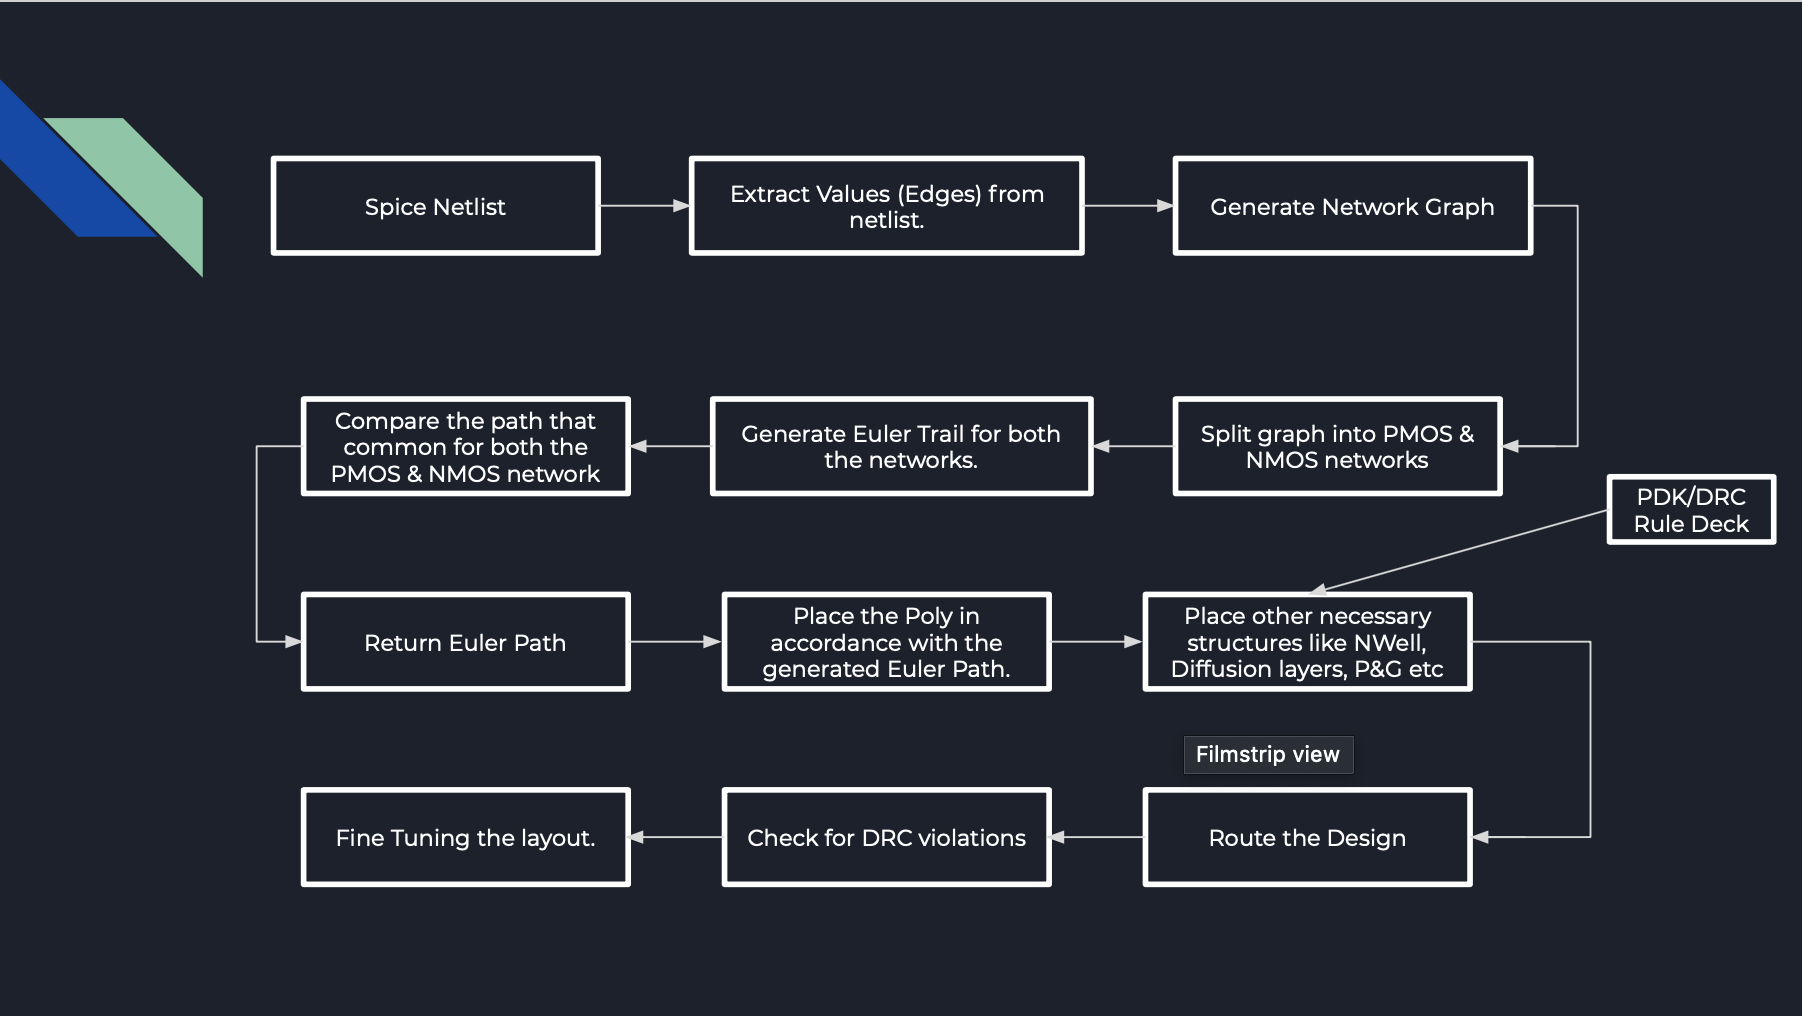 Spice Netlist
Extract Values (Edges) from
netlist.
Generate Network Graph
Compare the path that
common for both the
PMOS & NMOS network
Generate Euler Trail for both
the networks.
Split graph into PMOS &
NMOS networks
PDK/DRC
Rule Deck
Return Euler Path
Place the Poly in
accordance with the
generated Euler Path.
Place other necessary
structures like NWell,
Diffusion layers, P&G etc
Filmstrip view
Fine Tuning the layout.
Check for DRC violations
Route the Design